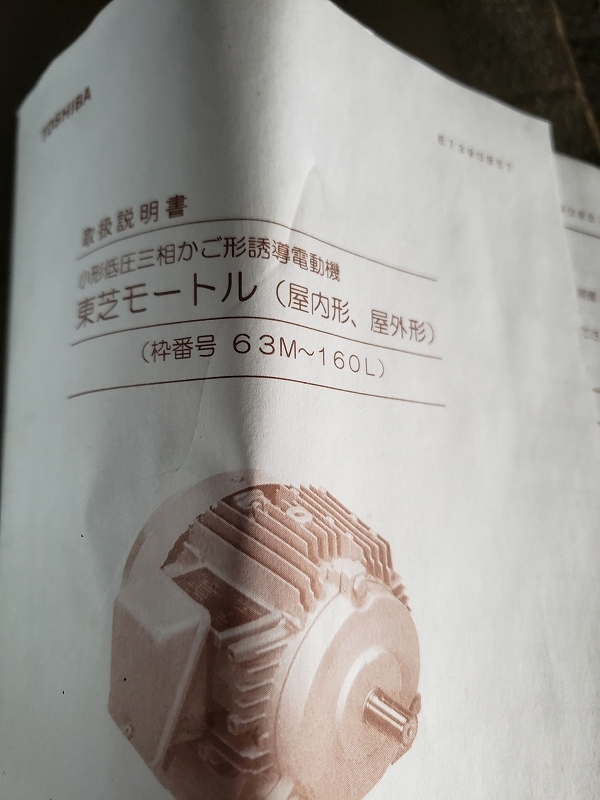 TOSHIBA
取扱説明書
小形低圧三相かご形誘導電動機
東芝モートル（屋内形、屋外形）
（枠番号 63M～160L）